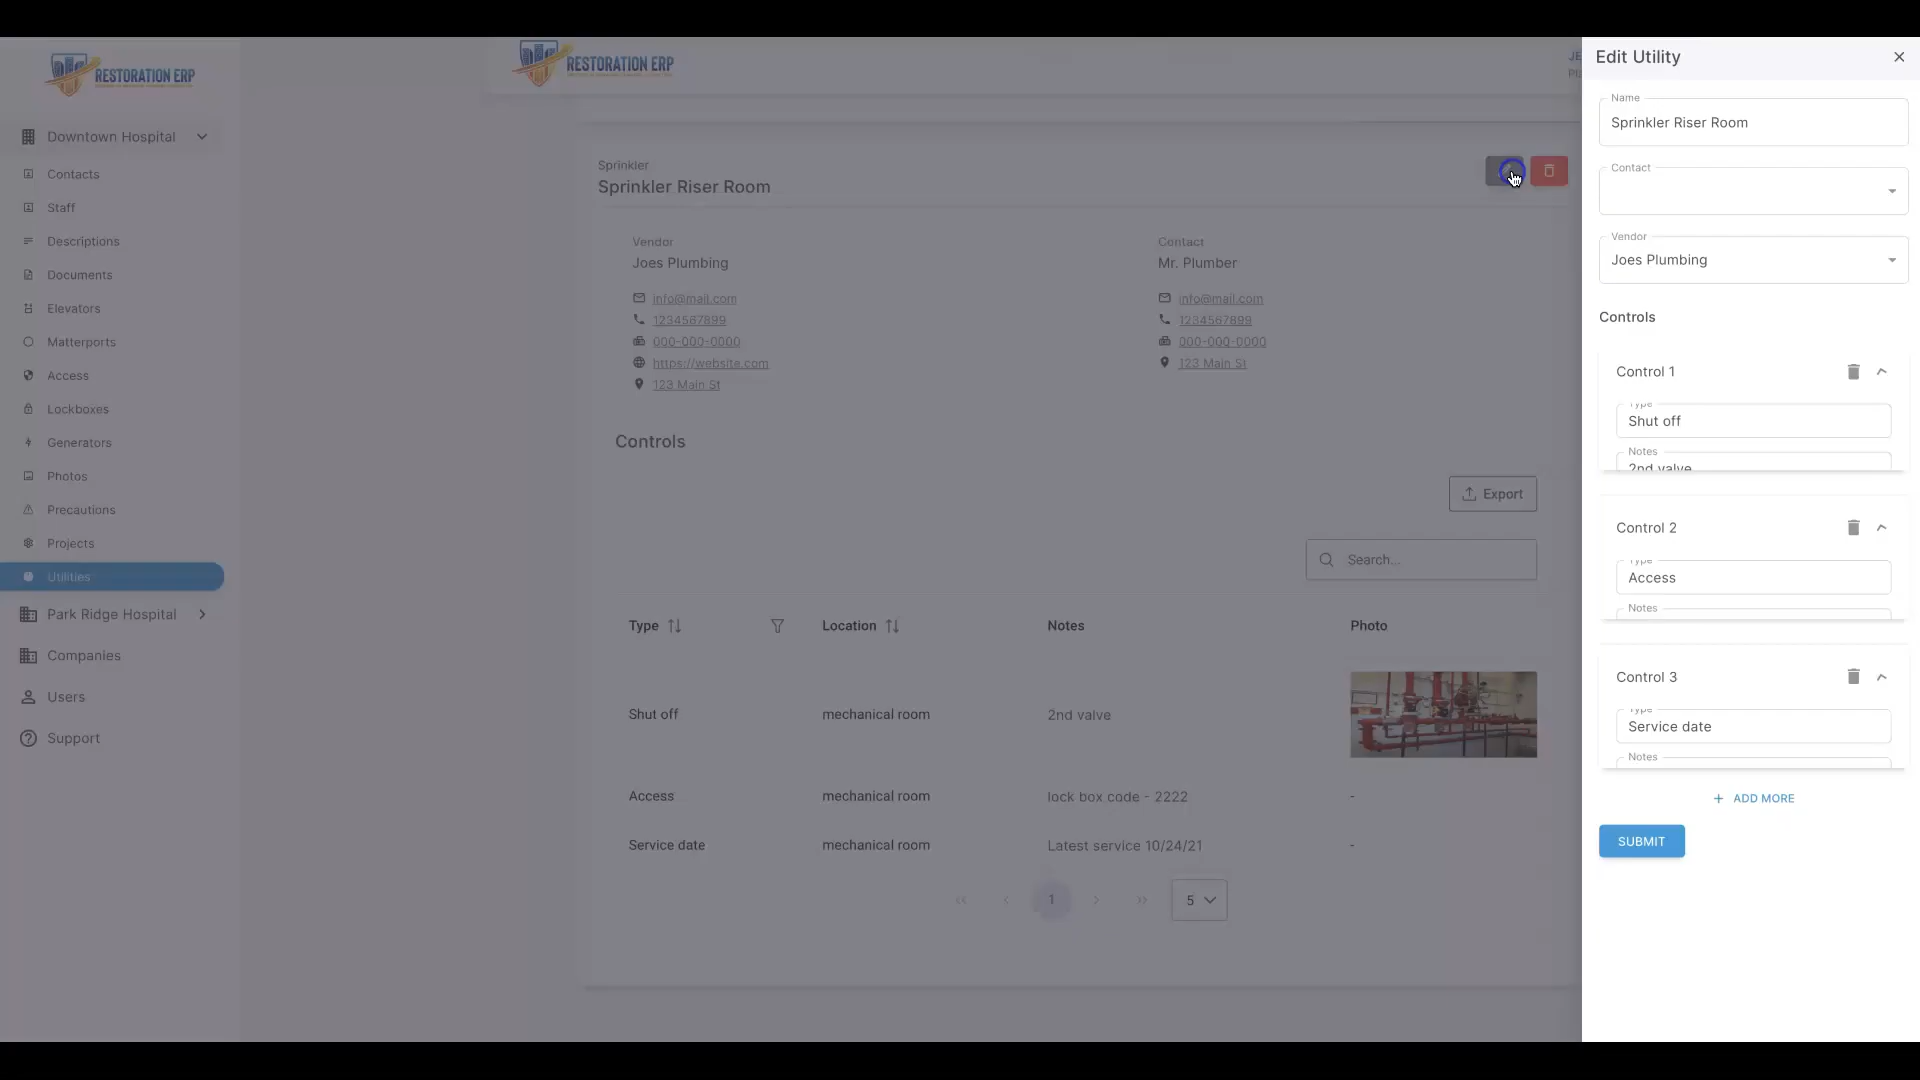 RESTORATION ERP
Downtown Hospital
Contacts
Staff
Descriptions
Documents
Elevators
Matterports
Access
Lockboxes
Generators
Photos
Precautions
Projects
Utilities
Park Ridge Hospital
Companies
Users
Support
RESTORATION ERP
JE
Sprinkler
Sprinkler Riser Room
Vendor
Joes Plumbing
info@mail.com
1234567899
000-000-0000
https://website.com
123 Main St
Contact
Mr. Plumber
info@mail.com
1234567899
000-000-0000
123 Main St
Controls
Export
Search...
Type Location Notes Photo
Shut off mechanical room 2nd valve
Access mechanical room lock box code - 2222 -
Service date mechanical room Latest service 10/24/21 -
<< < 1 > >> 5
Edit Utility
Name
Sprinkler Riser Room
Contact
Vendor
Joes Plumbing
Controls
Control 1
Type
Shut off
Notes
2nd valve
Control 2
Type
Access
Notes
Control 3
Type
Service date
Notes
+ ADD MORE
SUBMIT